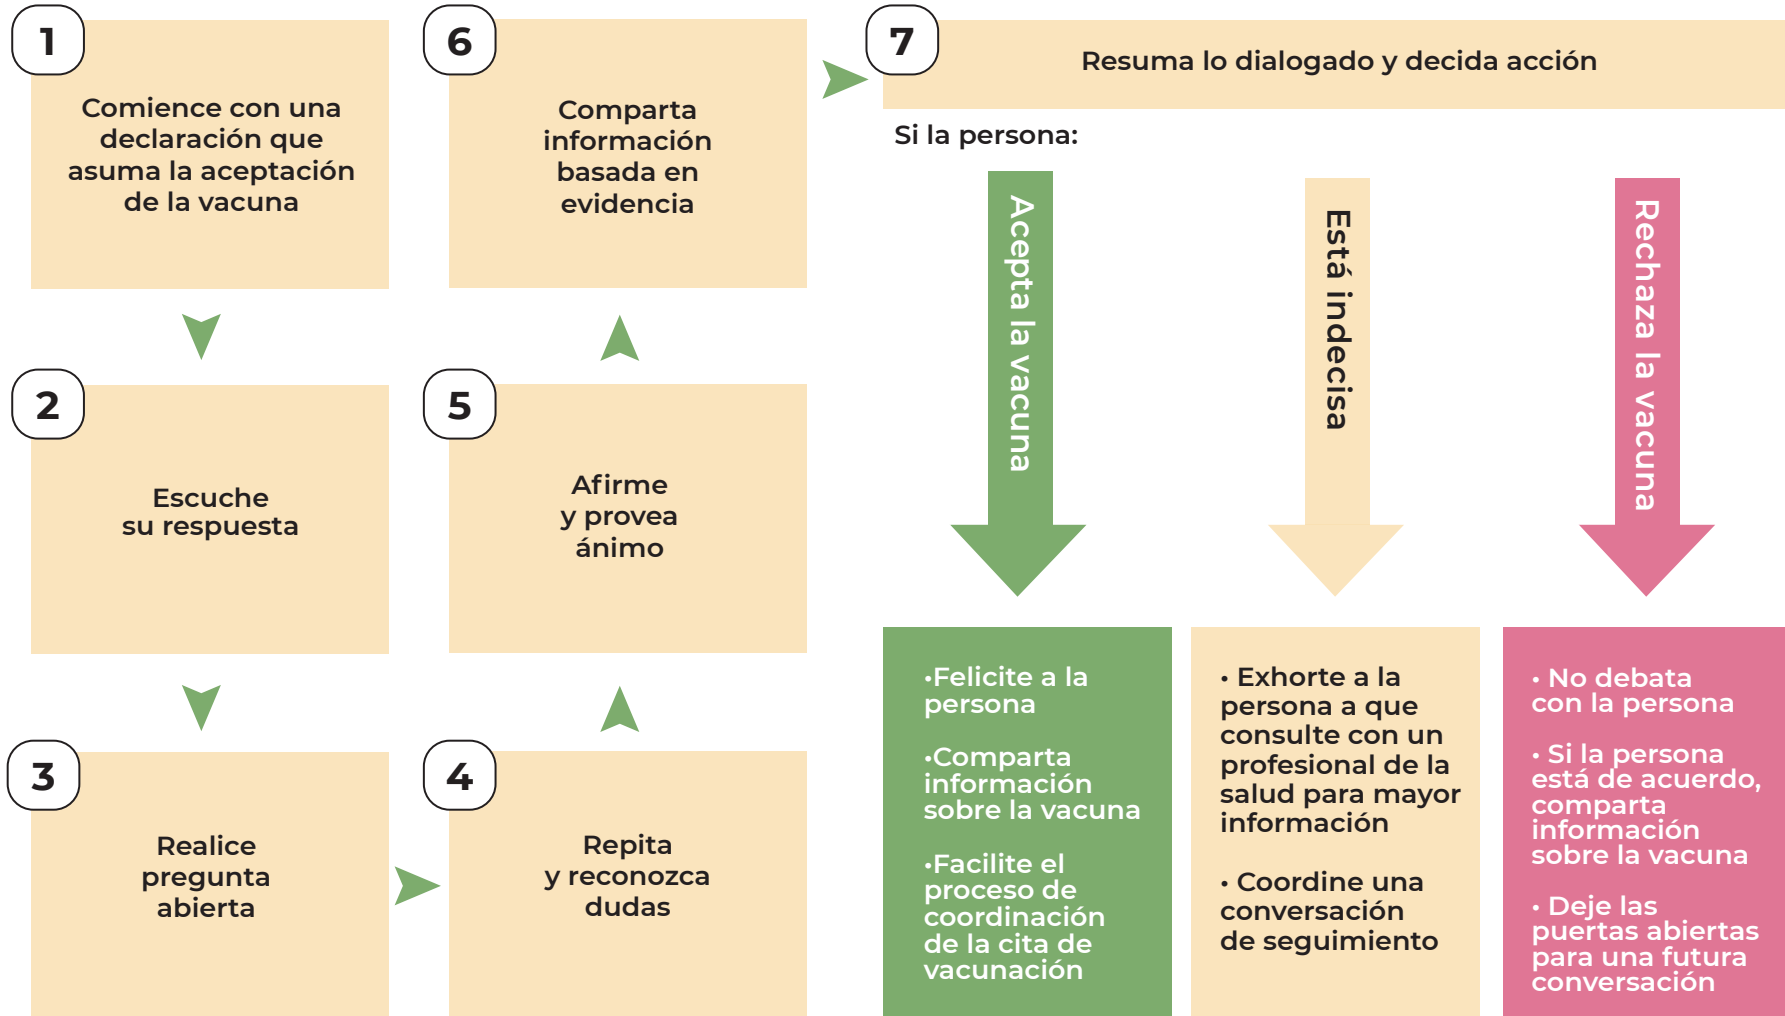 1
Comience con una
declaración que
asuma la aceptación
de la vacuna
2
Escuche
su respuesta
3
Realice
pregunta
abierta
4
Repita
y reconozca
dudas
5
Afirme
y provea
ánimo
6
Comparta
información
basada en
evidencia
7
Resuma lo dialogado y decida acción
Si la persona:
Acepta la vacuna
•Felicite a la
persona
•Comparta
información
sobre la vacuna
•Facilite el
proceso de
coordinación
de la cita de
vacunación
Está indecisa
• Exhorte a la
persona a que
consulte con un
profesional de la
salud para mayor
información
• Coordine una
conversación
de seguimiento
Rechaza la vacuna
• No debata
con la persona
• Si la persona
está de acuerdo,
comparta
información
sobre la vacuna
• Deje las
puertas abiertas
para una futura
conversación